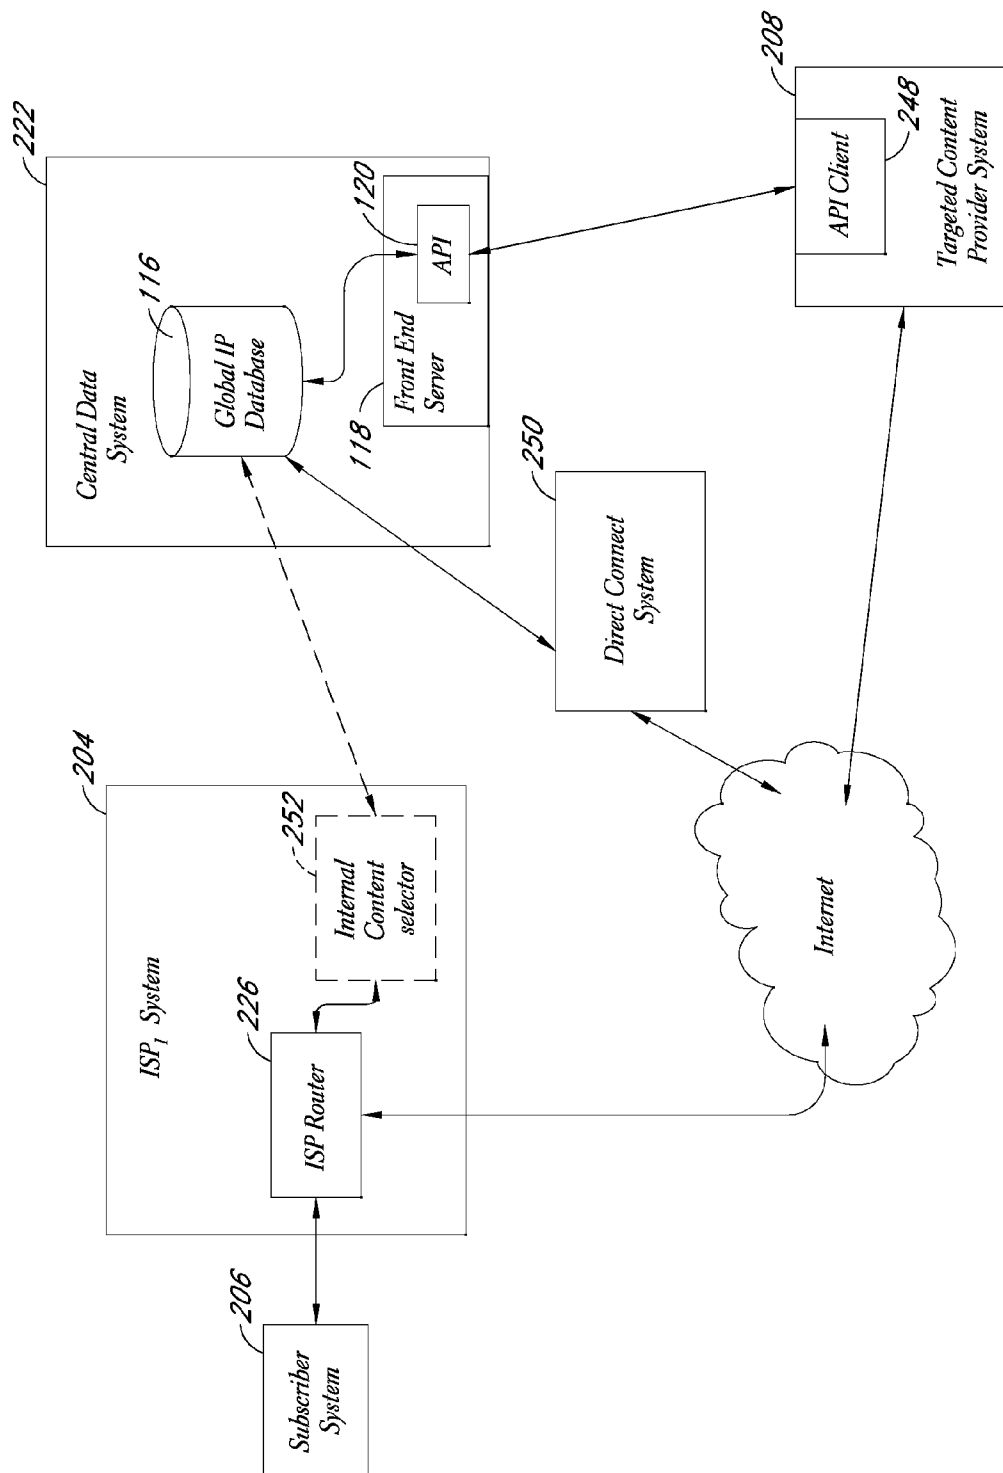 206
Subscriber
System
204
ISP1 System
226
ISP Router
252
Internal
Content
selector
Internet
222
Central Data
System
116
Global IP
Database
118
Front End
Server
120
API
250
Direct Connect
System
208
API Client
248
Targeted Content
Provider System